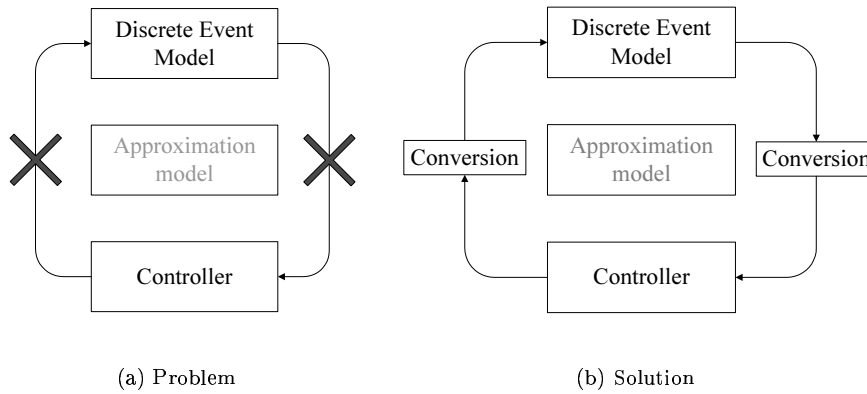 Discrete Event
Model
Approximation
model
Controller
(a) Problem
Discrete Event
Model
Conversion
Approximation
model
Conversion
Controller
(b) Solution